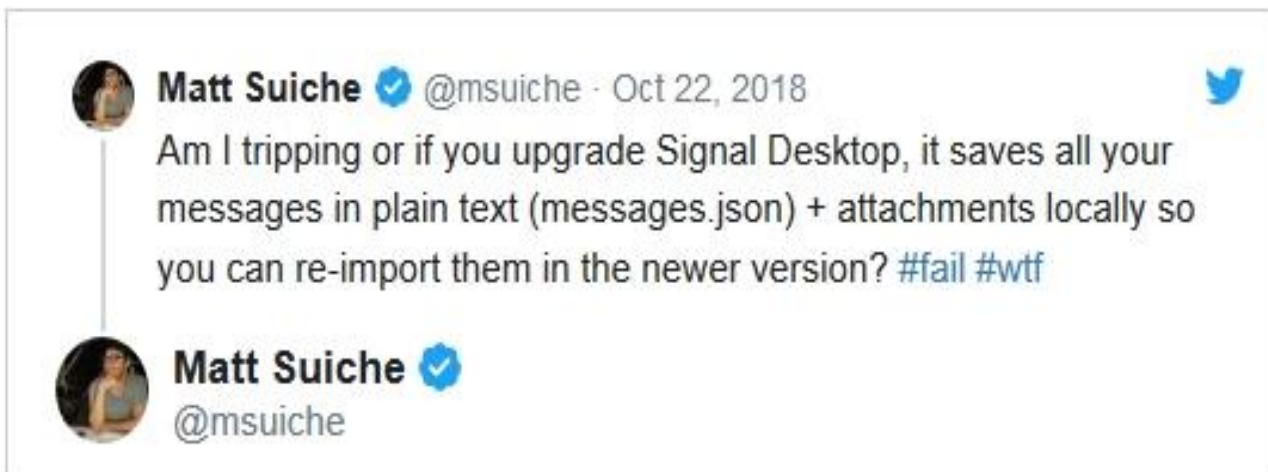 Matt Suiche @msuiche · Oct 22, 2018
Am I tripping or if you upgrade Signal Desktop, it saves all your
messages in plain text (messages.json) + attachments locally so
you can re-import them in the newer version? #fail #wtf
Matt Suiche
@msuiche